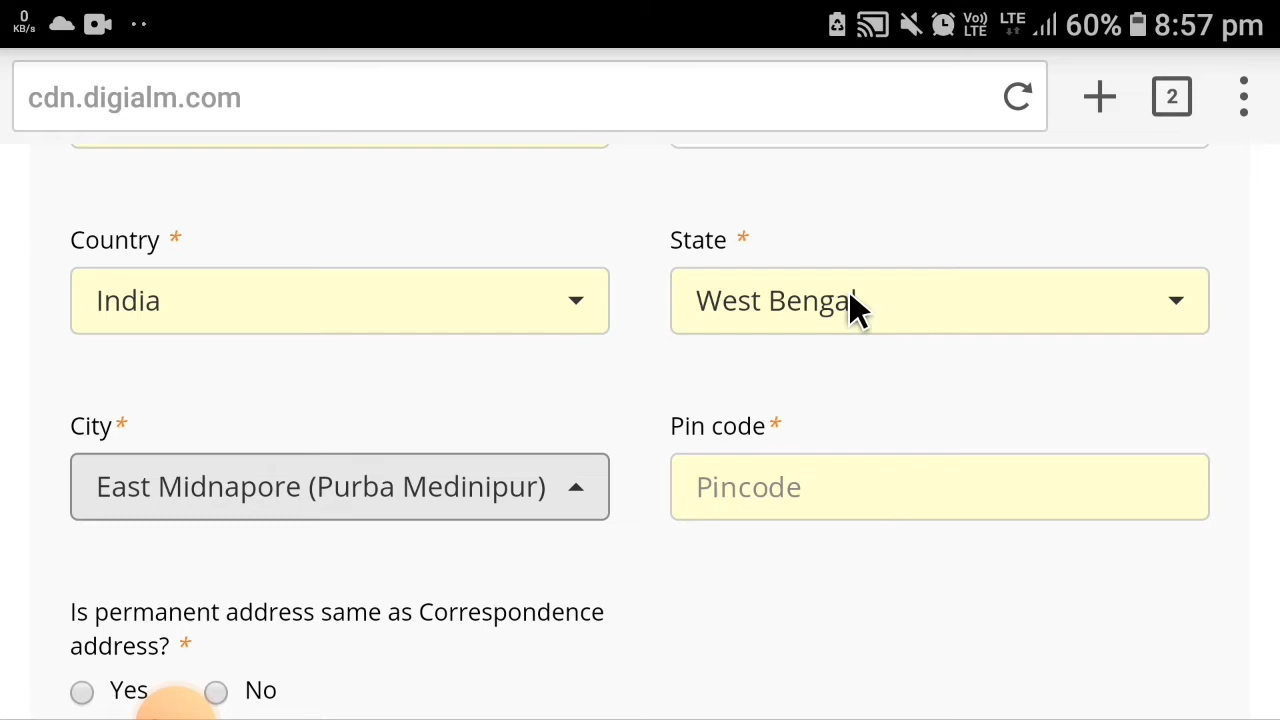 0
KB/s
Vo))
LTE
LTE
60%
8:57 pm
cdn.digialm.com
2
Country *
State *
India
West Bengal
City*
Pin code*
East Midnapore (Purba Medinipur)
Pincode
Is permanent address same as Correspondence
address? *
Yes
No